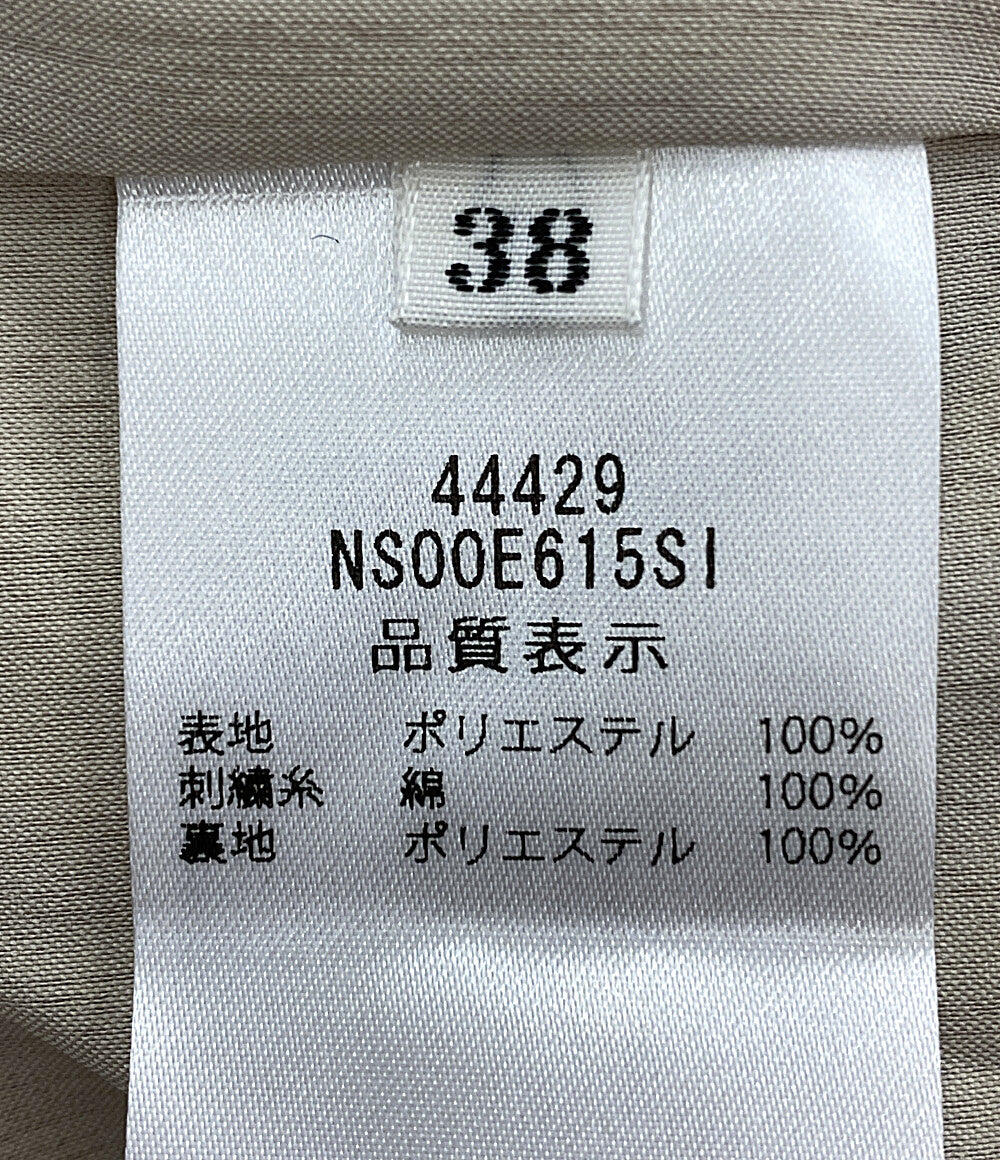 38
44429
NS00E615SI
品質表示
表地 ポリエステル 100%
刺繍糸 綿 100%
裏地 ポリエステル 100%